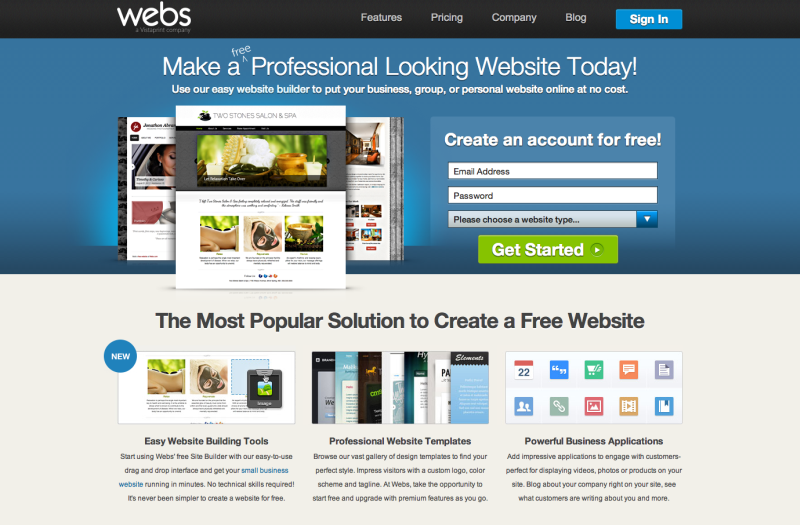 webs
a Vistaprint company
Features Pricing Company Blog Sign In
free
Make a Professional Looking Website Today!
Use our easy website builder to put your business, group, or personal website online at no cost.
TWO STONES SALON & SPA
Let Relaxation Take Over
Create an account for free!
Email Address
Password
Please choose a website type...
Get Started
The Most Popular Solution to Create a Free Website
NEW
22
Elements
Easy Website Building Tools
Start using Webs' free Site Builder with our easy-to-use
drag and drop interface and get your small business
website running in minutes. No technical skills required!
It's never been simpler to create a website for free.
Professional Website Templates
Browse our vast gallery of design templates to find your
perfect style. Impress visitors with a custom logo, color
scheme and tagline. At Webs, take the opportunity to
start free and upgrade with premium features as you go.
Powerful Business Applications
Add impressive applications to engage with customers-
perfect for displaying videos, photos or products on your
site. Blog about your company right on your site, see
what customers are writing about you and more.